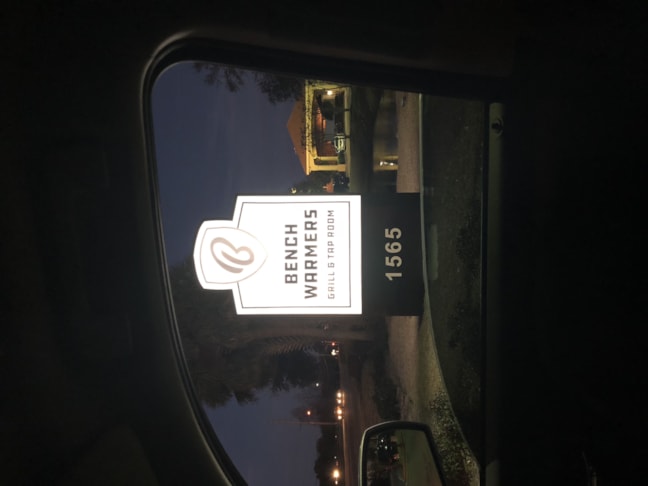 B
BENCH
WARMERS
GRILL & TAP ROOM
1565